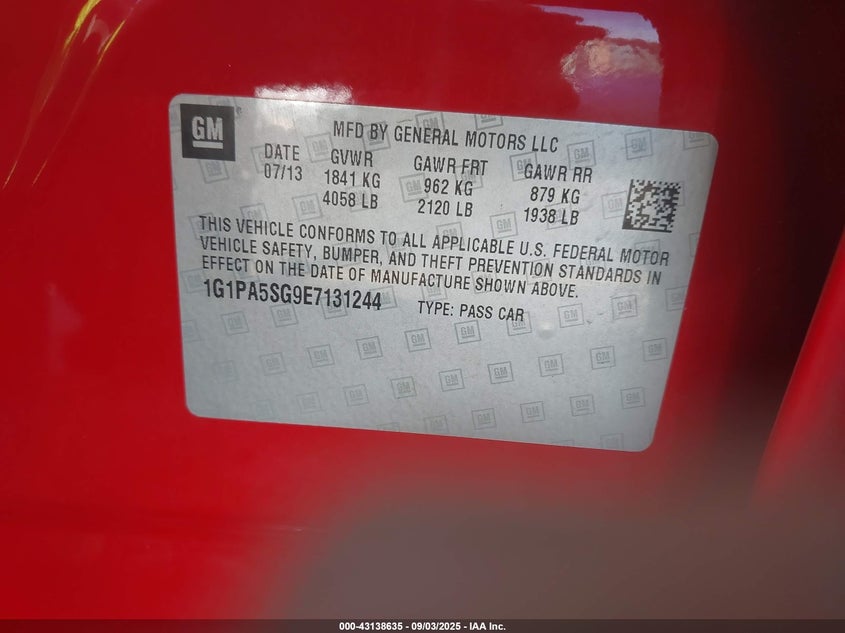 GM
MFD BY GENERAL MOTORS LLC
DATE GVWR GAWR FRT GAWR RR
07/13 1841 KG 962 KG 879 KG
4058 LB 2120 LB 1938 LB
THIS VEHICLE CONFORMS TO ALL APPLICABLE U.S. FEDERAL MOTOR
VEHICLE SAFETY, BUMPER, AND THEFT PREVENTION STANDARDS IN
EFFECT ON THE DATE OF MANUFACTURE SHOWN ABOVE.
1G1PA5SG9E7131244 TYPE: PASS CAR
000-43138635 - 09/03/2025 - IAA Inc.